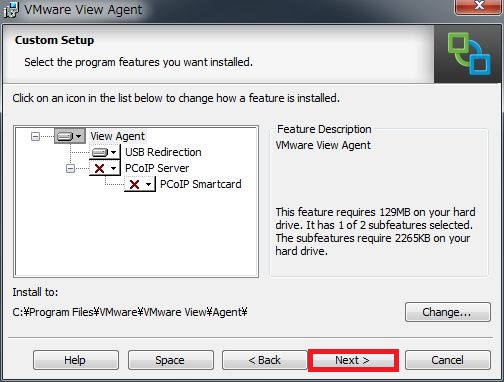 VMware View Agent
Custom Setup
Select the program features you want installed.
Click on an icon in the list below to change how a feature is installed.
View Agent
USB Redirection
PCoIP Server
PCoIP Smartcard
Feature Description
VMware View Agent
This feature requires 129MB on your hard
drive. It has 1 of 2 subfeatures selected.
The subfeatures require 2265KB on your
hard drive.
Install to:
C:¥Program Files¥VMware¥VMware View¥Agent¥
Change...
Help
Space
< Back
Next >
Cancel